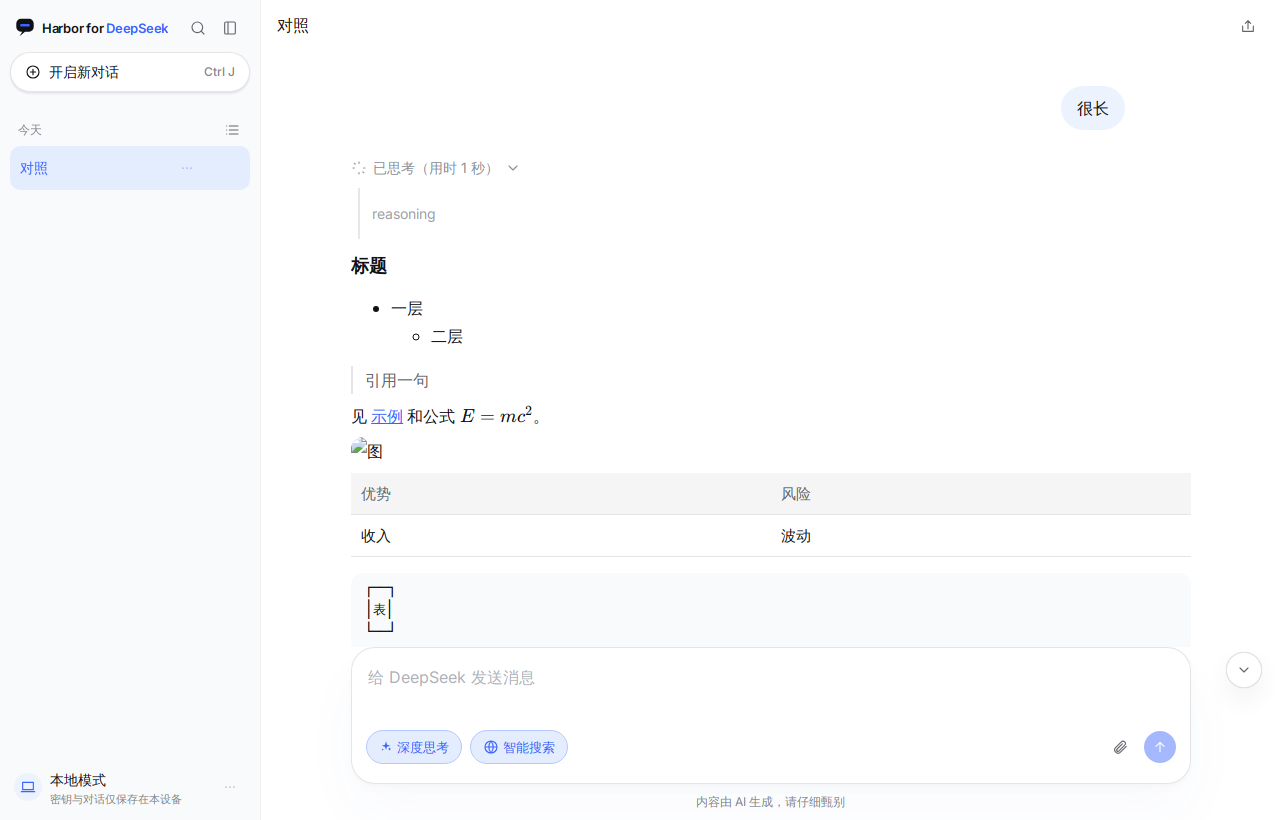 Harbor for DeepSeek
开启新对话 Ctrl J
今天
对照
本地模式
密钥与对话仅保存在本设备
对照
很长
已思考（用时 1 秒）
reasoning
标题
一层
二层
引用一句
见 示例 和公式 E = mc²。
图
优势 风险
收入 波动
┌──┐
│表│
└──┘
给 DeepSeek 发送消息
深度思考 智能搜索
内容由 AI 生成，请仔细甄别